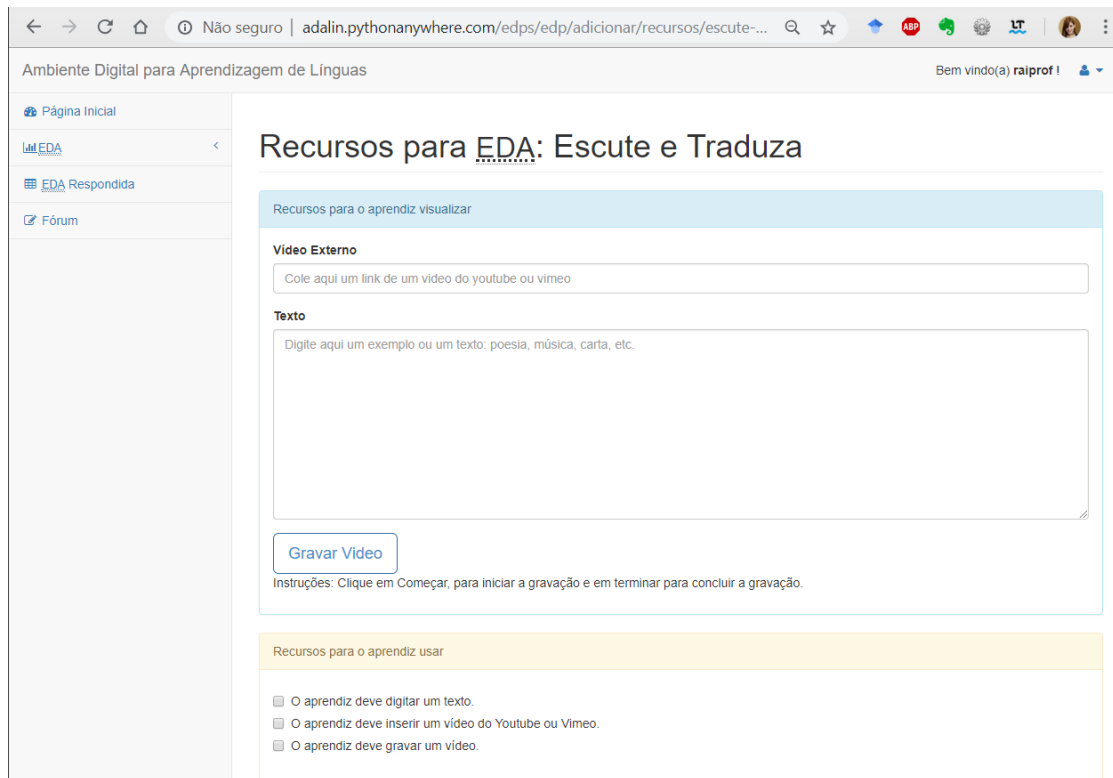 Não seguro | adalin.pythonanywhere.com/edps/edp/adicionar/recursos/escute-...
ABP
LT
Ambiente Digital para Aprendizagem de Línguas
Bem vindo(a) raiprof !
Página Inicial
EDA
EDA Respondida
Fórum
Recursos para EDA: Escute e Traduza
Recursos para o aprendiz visualizar
Vídeo Externo
Cole aqui um link de um video do youtube ou vimeo
Texto
Digite aqui um exemplo ou um texto: poesia, música, carta, etc.
Gravar Video
Instruções: Clique em Começar, para iniciar a gravação e em terminar para concluir a gravação.
Recursos para o aprendiz usar
O aprendiz deve digitar um texto.
O aprendiz deve inserir um vídeo do Youtube ou Vimeo.
O aprendiz deve gravar um vídeo.